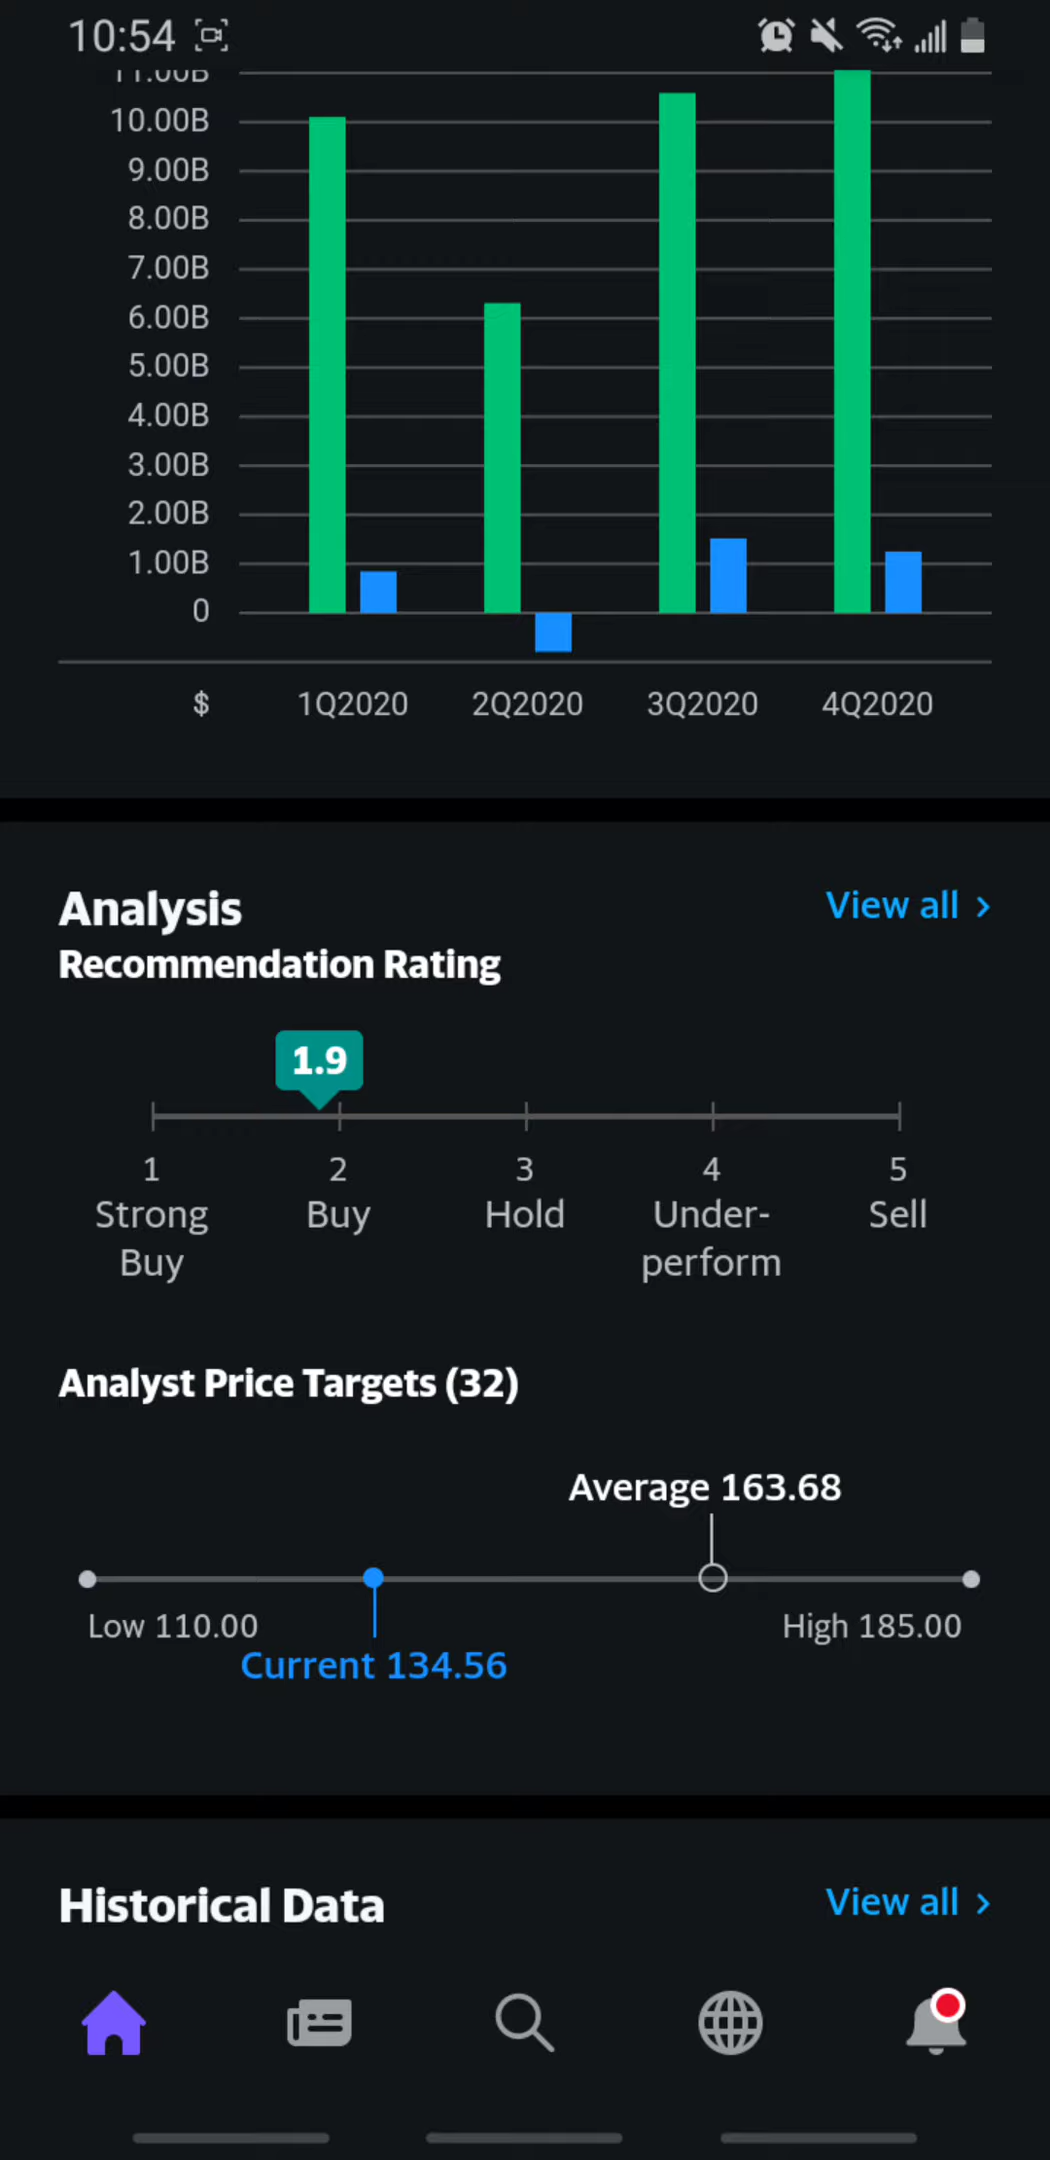 10:54
11.00B
10.00B
9.00B
8.00B
7.00B
6.00B
5.00B
4.00B
3.00B
2.00B
1.00B
0
$ 1Q2020 2Q2020 3Q2020 4Q2020
Analysis View all >
Recommendation Rating
1.9
1 2 3 4 5
Strong Buy Buy Hold Under-perform Sell
Analyst Price Targets (32)
Average 163.68
Low 110.00 High 185.00
Current 134.56
Historical Data View all >